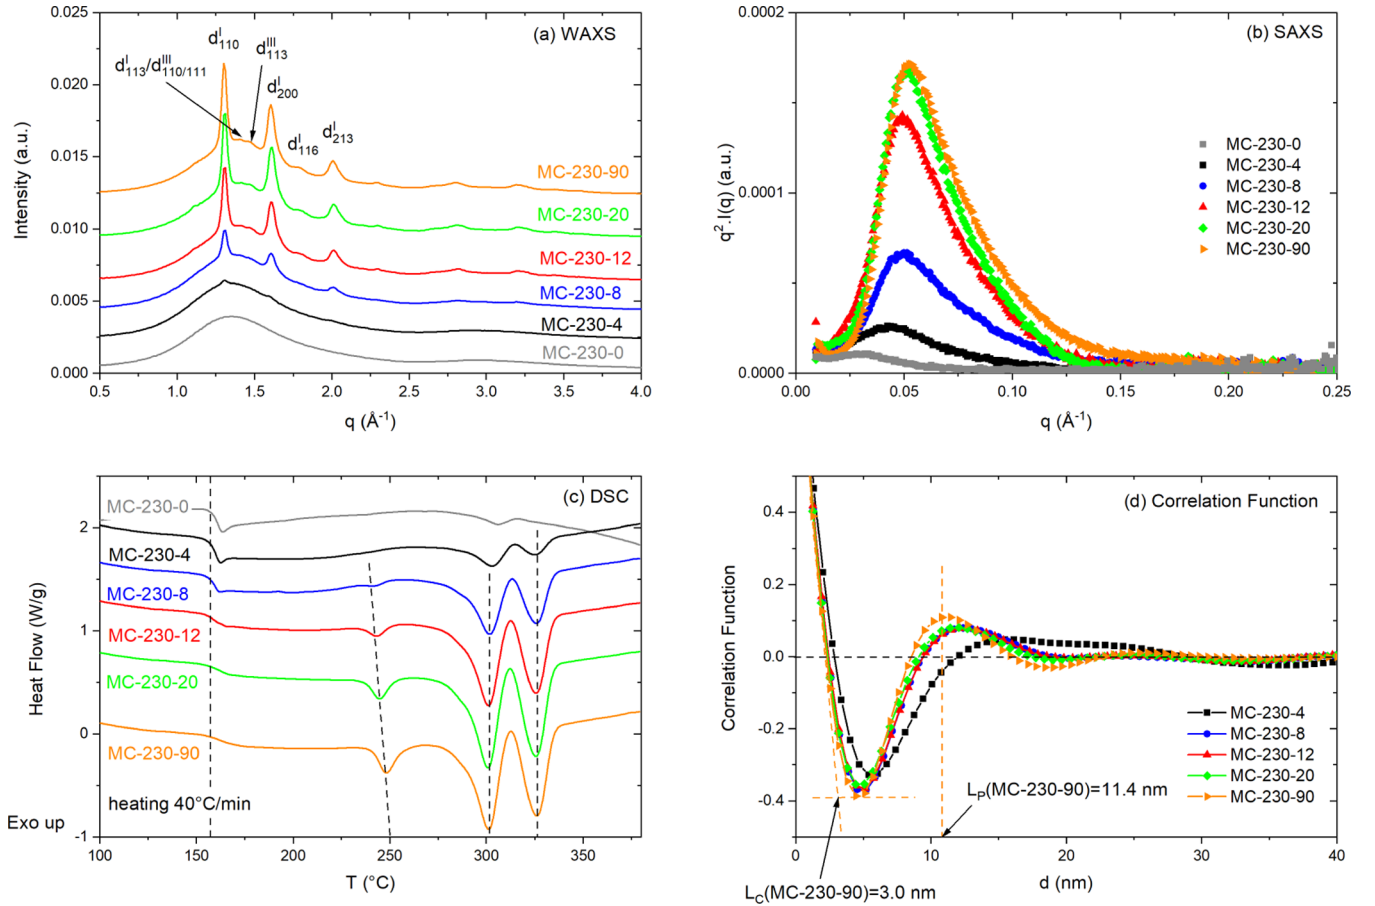 (a) WAXS
Intensity (a.u.)
0.025
0.020
0.015
0.010
0.005
0.000
d^I_110
d^III_113
d^I_113/d^III_110/111
d^I_200
d^I_116
d^I_213
MC-230-90
MC-230-20
MC-230-12
MC-230-8
MC-230-4
MC-230-0
0.5 1.0 1.5 2.0 2.5 3.0 3.5 4.0
q (Å⁻¹)
(b) SAXS
q².I(q) (a.u.)
0.0002
0.0001
0.0000
MC-230-0
MC-230-4
MC-230-8
MC-230-12
MC-230-20
MC-230-90
0.00 0.05 0.10 0.15 0.20 0.25
q (Å⁻¹)
(c) DSC
Heat Flow (W/g)
2
1
0
-1
MC-230-0
MC-230-4
MC-230-8
MC-230-12
MC-230-20
MC-230-90
heating 40°C/min
Exo up
100 150 200 250 300 350
T (°C)
(d) Correlation Function
Correlation Function
0.4
0.2
0.0
-0.2
-0.4
MC-230-4
MC-230-8
MC-230-12
MC-230-20
MC-230-90
L_P(MC-230-90)=11.4 nm
0 10 20 30 40
d (nm)
L_C(MC-230-90)=3.0 nm